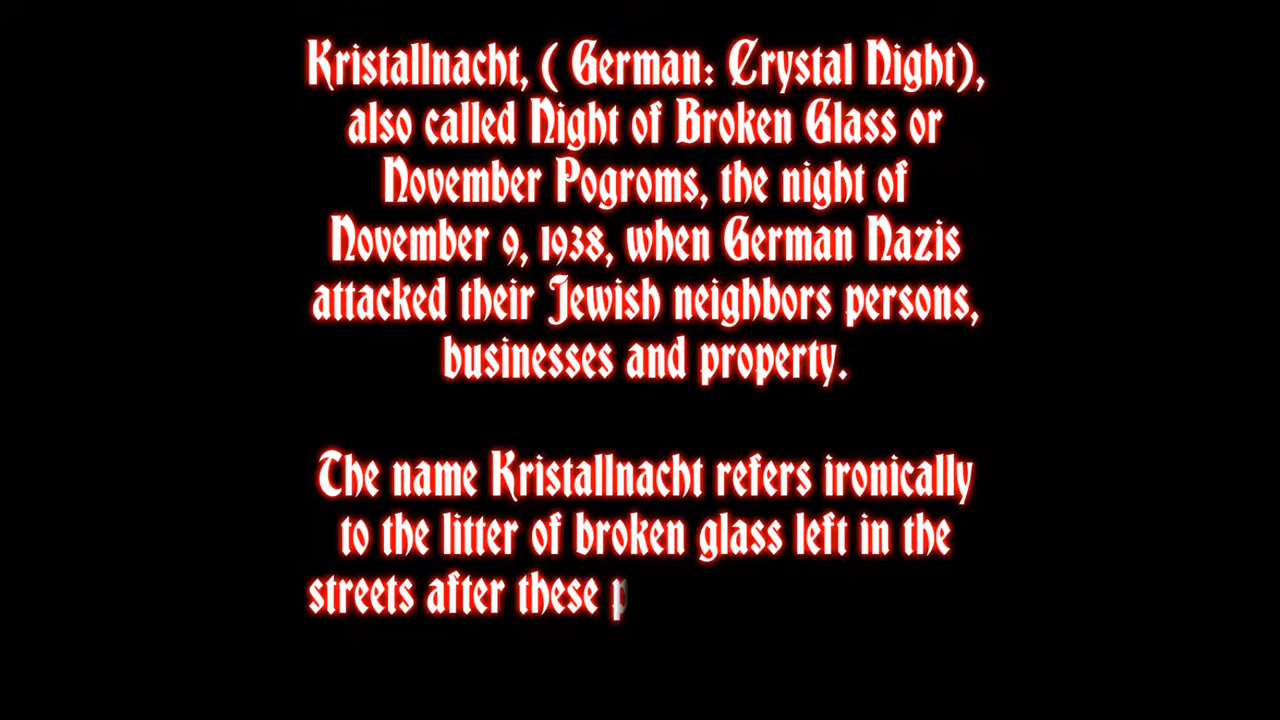 Kristallnacht, ( German: Crystal Night),
also called Night of Broken Glass or
November Pogroms, the night of
November 9, 1938, when German Nazis
attacked their Jewish neighbors persons,
businesses and property.
The name Kristallnacht refers ironically
to the litter of broken glass left in the
streets after these